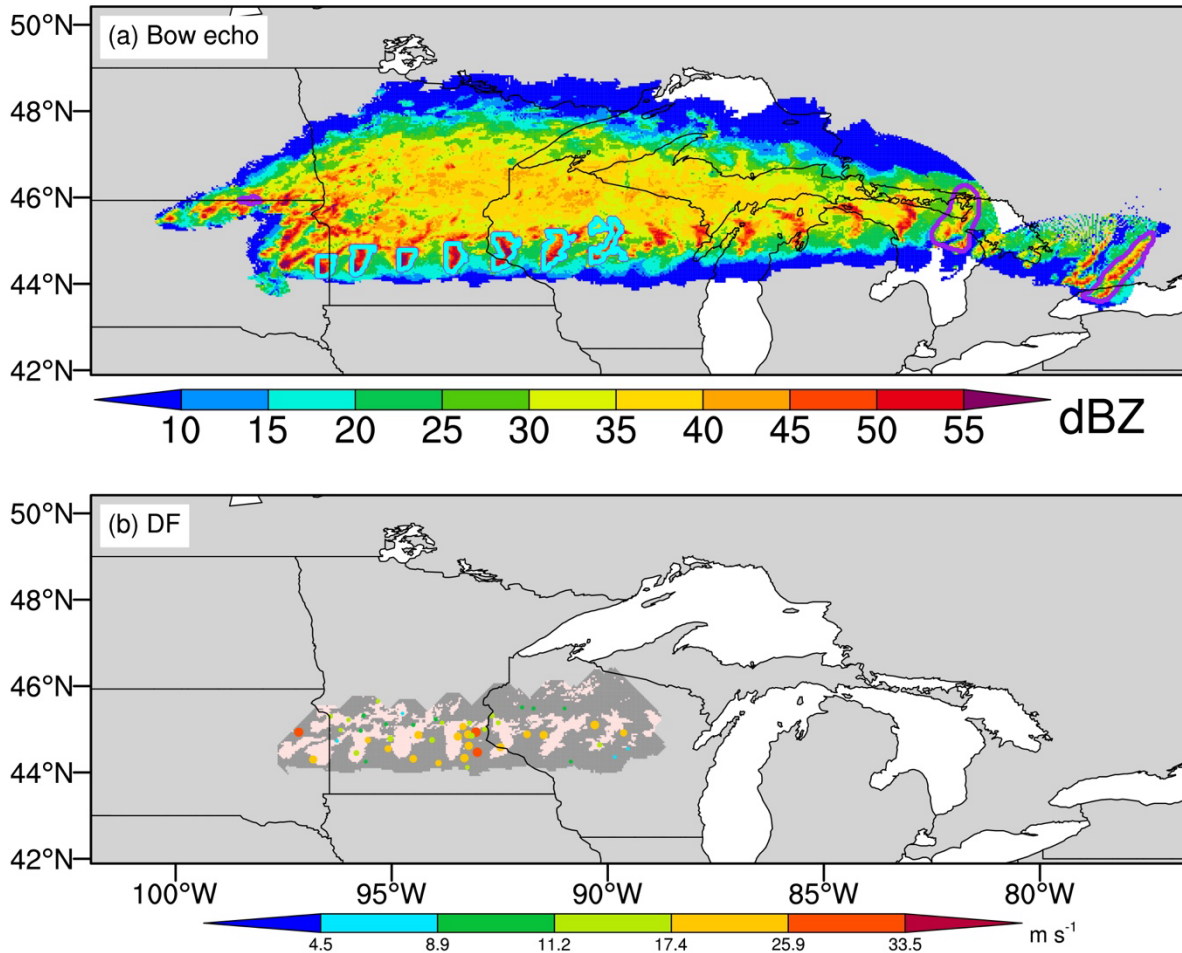 50°N
(a) Bow echo
48°N
46°N
44°N
42°N
10 15 20 25 30 35 40 45 50 55 dBZ
50°N
(b) DF
48°N
46°N
44°N
42°N
100°W 95°W 90°W 85°W 80°W
4.5 8.9 11.2 17.4 25.9 33.5 m s⁻¹